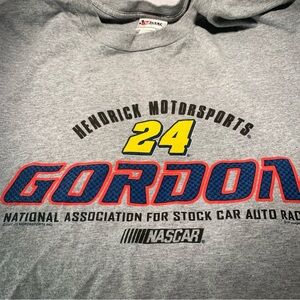 HENDRICK MOTORSPORTS
24
GORDON
NATIONAL ASSOCIATION FOR STOCK CAR AUTO RAC
NASCAR